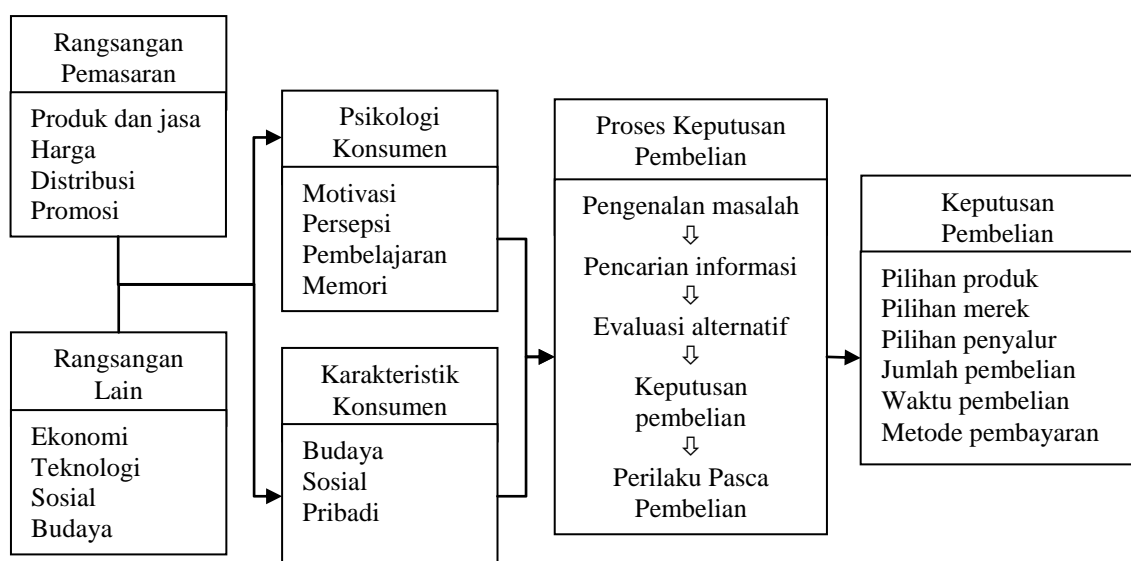 Rangsangan
Pemasaran
Produk dan jasa
Harga
Distribusi
Promosi
Rangsangan
Lain
Ekonomi
Teknologi
Sosial
Budaya
Psikologi
Konsumen
Motivasi
Persepsi
Pembelajaran
Memori
Karakteristik
Konsumen
Budaya
Sosial
Pribadi
Proses Keputusan
Pembelian
Pengenalan masalah
⇩
Pencarian informasi
⇩
Evaluasi alternatif
⇩
Keputusan
pembelian
⇩
Perilaku Pasca
Pembelian
Keputusan
Pembelian
Pilihan produk
Pilihan merek
Pilihan penyalur
Jumlah pembelian
Waktu pembelian
Metode pembayaran